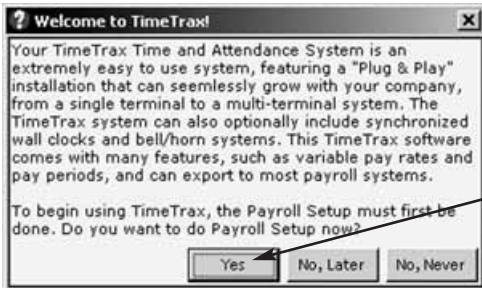 Welcome to TimeTrax!
Your TimeTrax Time and Attendance System is an
extremely easy to use system, featuring a "Plug & Play"
installation that can seemlessly grow with your company,
from a single terminal to a multi-terminal system. The
TimeTrax system can also optionally include synchronized
wall clocks and bell/horn systems. This TimeTrax software
comes with many features, such as variable pay rates and
pay periods, and can export to most payroll systems.
To begin using TimeTrax, the Payroll Setup must first be
done. Do you want to do Payroll Setup now?
Yes No, Later No, Never